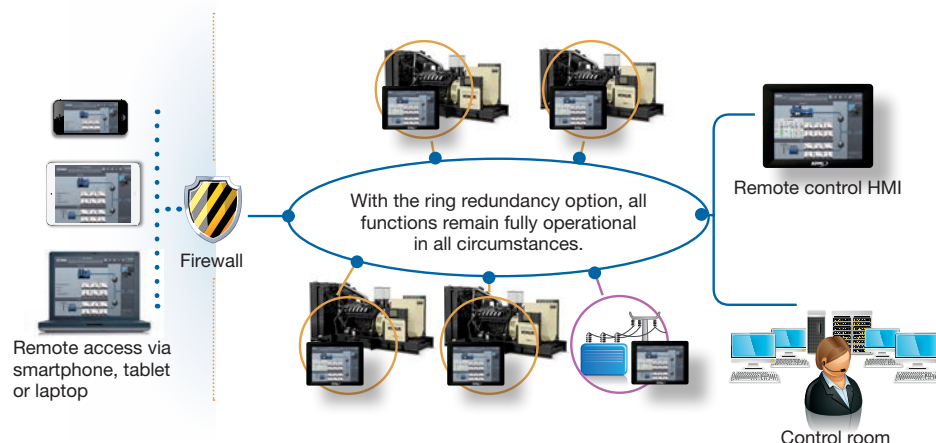 With the ring redundancy option, all
functions remain fully operational
in all circumstances.
Remote control HMI
Firewall
Remote access via
smartphone, tablet
or laptop
Control room